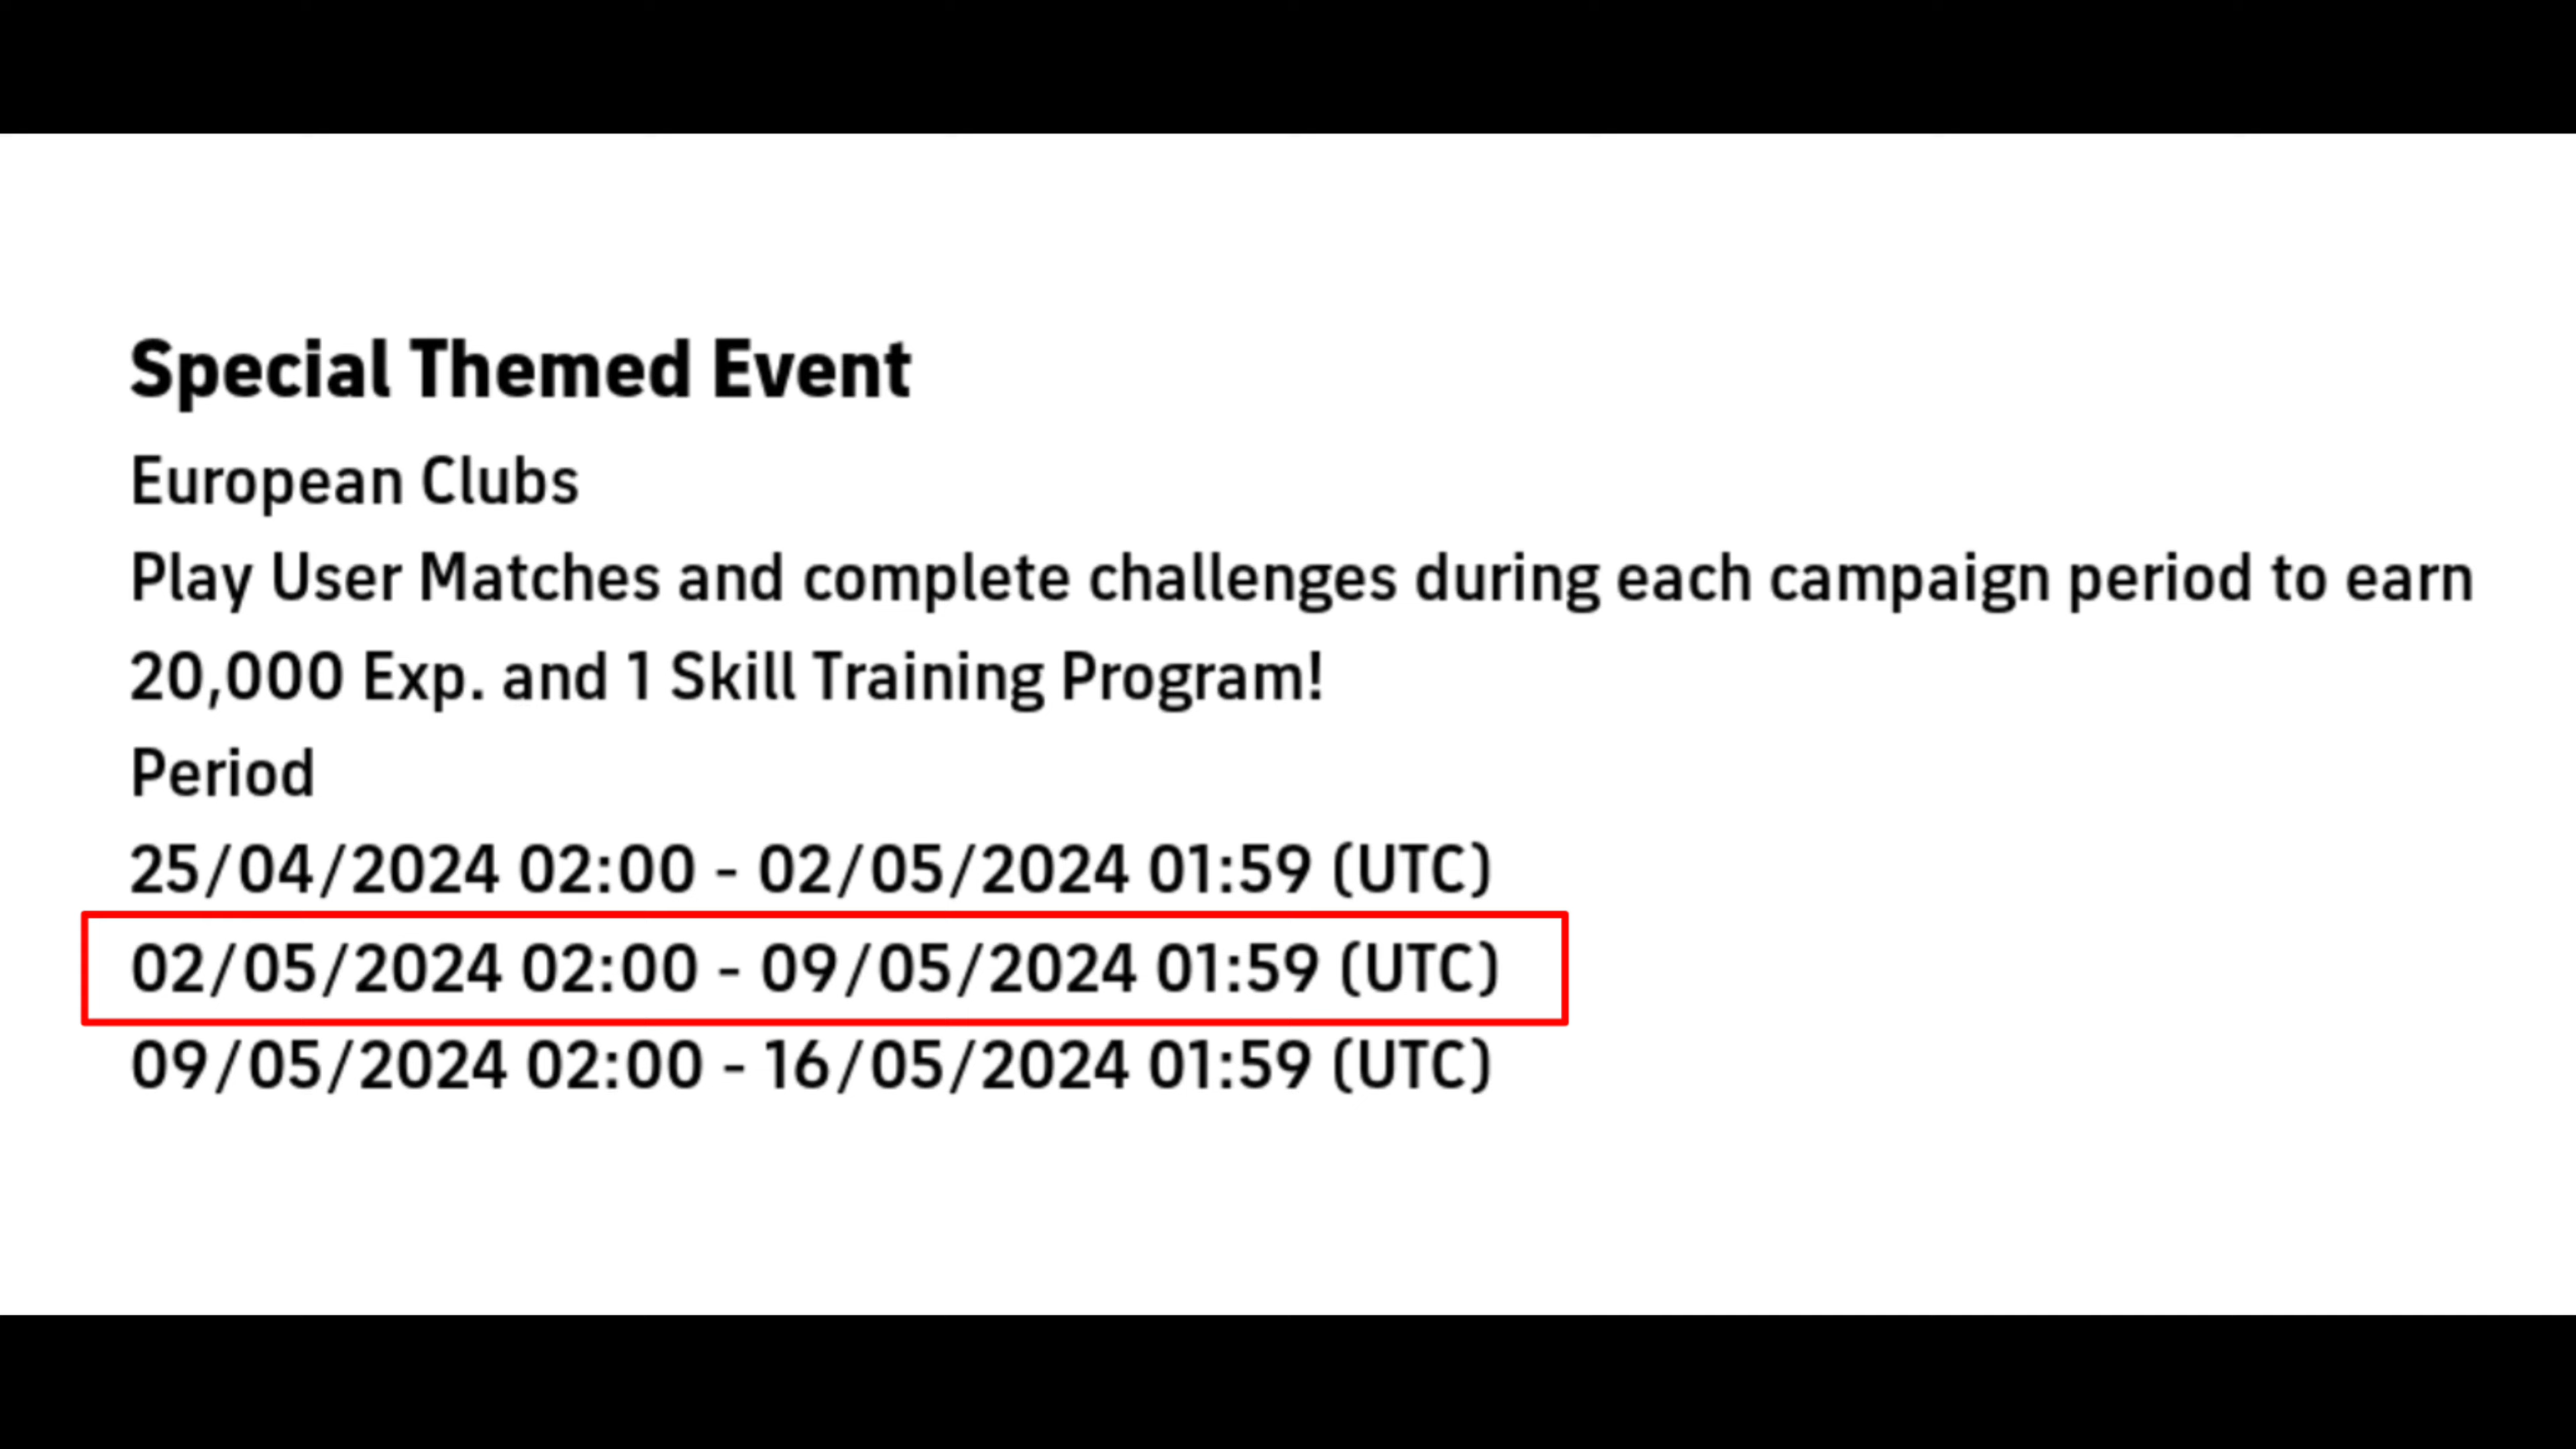 Special Themed Event
European Clubs
Play User Matches and complete challenges during each campaign period to earn
20,000 Exp. and 1 Skill Training Program!
Period
25/04/2024 02:00 - 02/05/2024 01:59 (UTC)
02/05/2024 02:00 - 09/05/2024 01:59 (UTC)
09/05/2024 02:00 - 16/05/2024 01:59 (UTC)